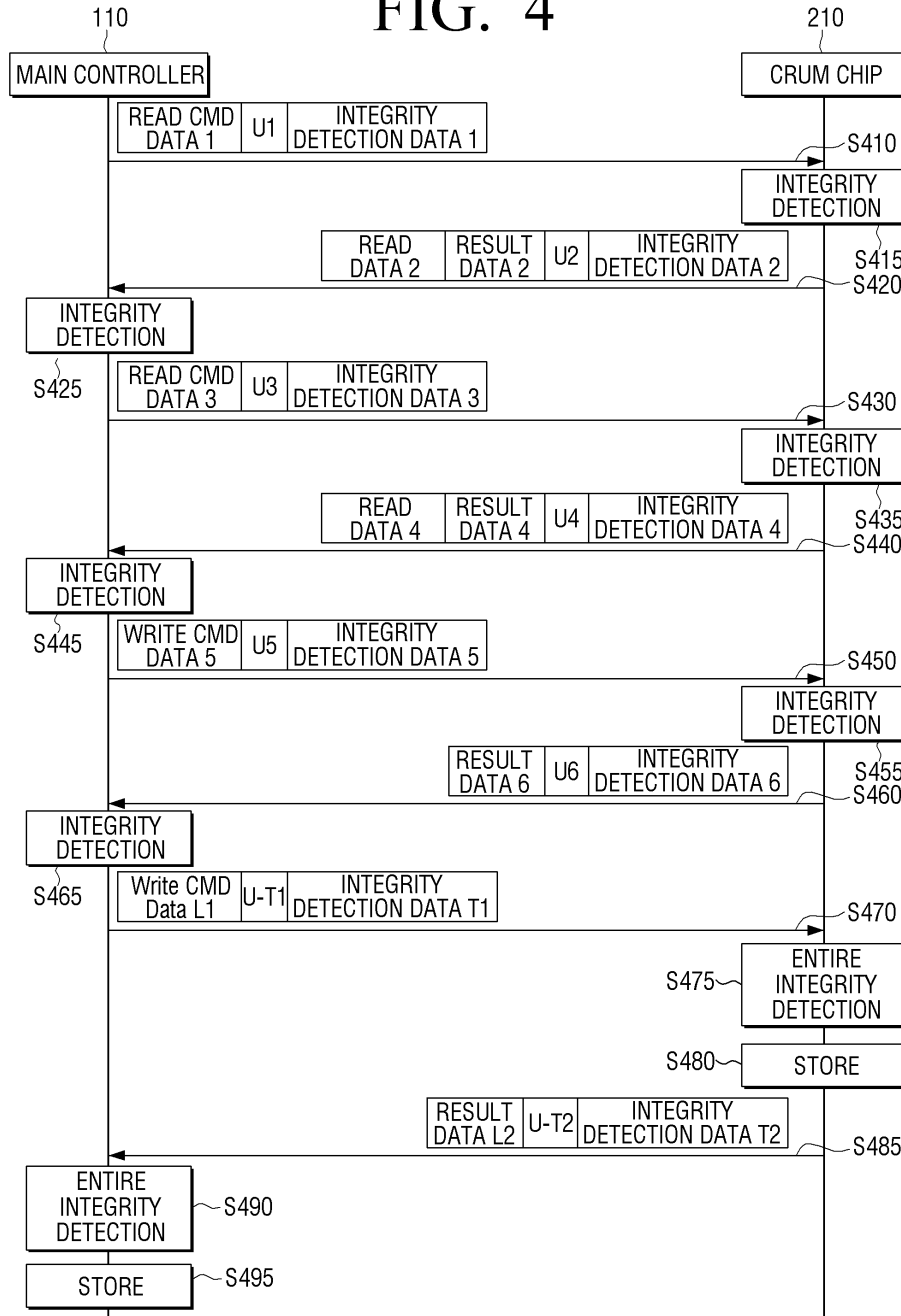 FIG. 4
110
210
MAIN CONTROLLER
CRUM CHIP
READ CMD
DATA 1
U1
INTEGRITY
DETECTION DATA 1
S410
INTEGRITY
DETECTION
S415
READ
DATA 2
RESULT
DATA 2
U2
INTEGRITY
DETECTION DATA 2
S420
INTEGRITY
DETECTION
S425
READ CMD
DATA 3
U3
INTEGRITY
DETECTION DATA 3
S430
INTEGRITY
DETECTION
S435
READ
DATA 4
RESULT
DATA 4
U4
INTEGRITY
DETECTION DATA 4
S440
INTEGRITY
DETECTION
S445
WRITE CMD
DATA 5
U5
INTEGRITY
DETECTION DATA 5
S450
INTEGRITY
DETECTION
S455
RESULT
DATA 6
U6
INTEGRITY
DETECTION DATA 6
S460
INTEGRITY
DETECTION
S465
Write CMD
Data L1
U-T1
INTEGRITY
DETECTION DATA T1
S470
S475
ENTIRE
INTEGRITY
DETECTION
S480
STORE
RESULT
DATA L2
U-T2
INTEGRITY
DETECTION DATA T2
S485
ENTIRE
INTEGRITY
DETECTION
S490
STORE
S495